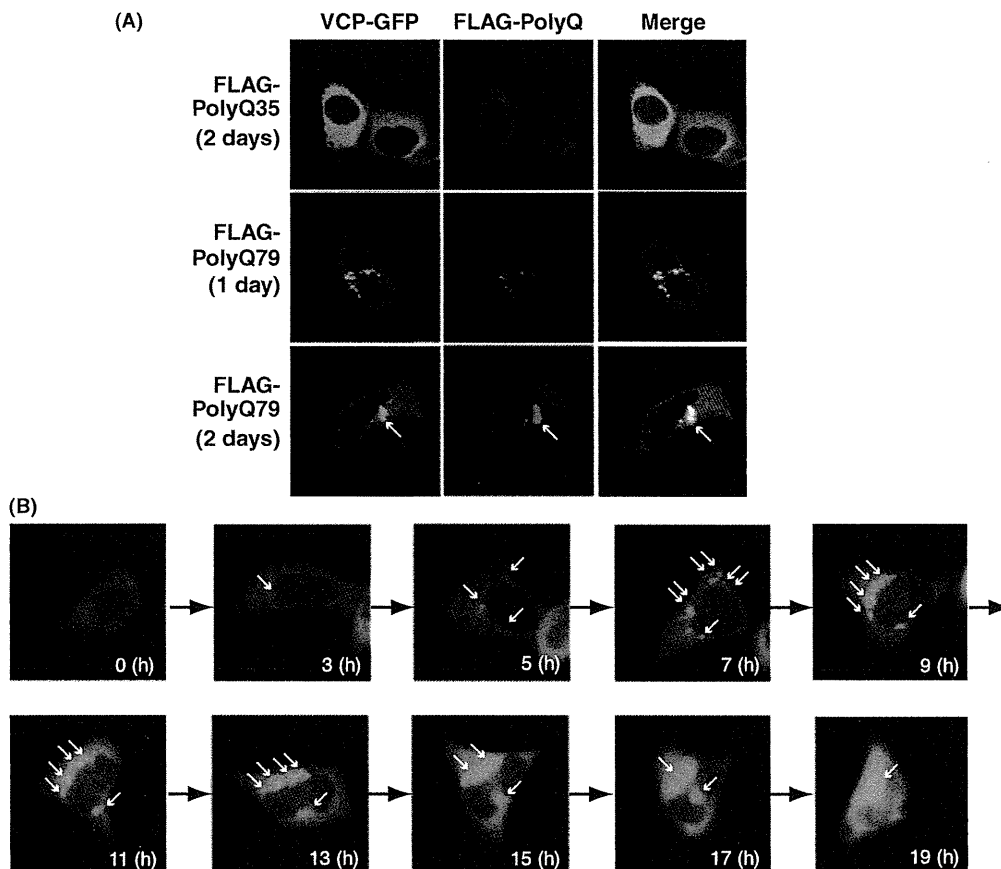 (A)
VCP-GFP FLAG-PolyQ Merge
FLAG-
PolyQ35
(2 days)
FLAG-
PolyQ79
(1 day)
FLAG-
PolyQ79
(2 days)
(B)
0 (h) 3 (h) 5 (h) 7 (h) 9 (h)
11 (h) 13 (h) 15 (h) 17 (h) 19 (h)